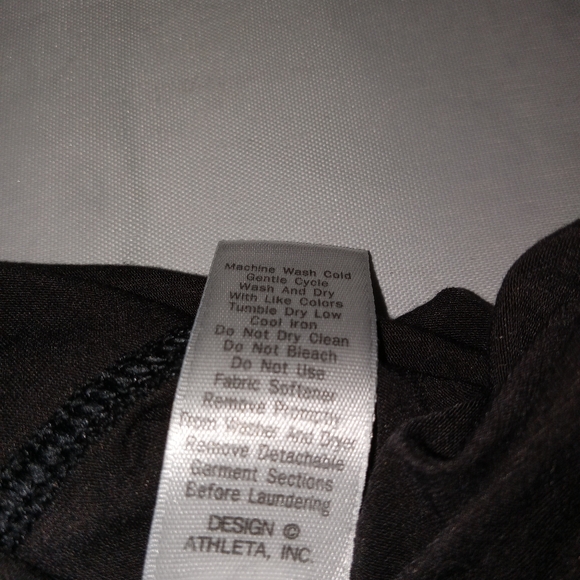 Machine Wash Cold
Gentle Cycle
Wash And Dry
With Like Colors
Tumble Dry Low
Cool Iron
Do Not Dry Clean
Do Not Bleach
Do Not Use
Fabric Softener
Remove Promptly
From Washer And Dryer
Remove Detachable
Garment Sections
Before Laundering
DESIGN ©
ATHLETA, INC.